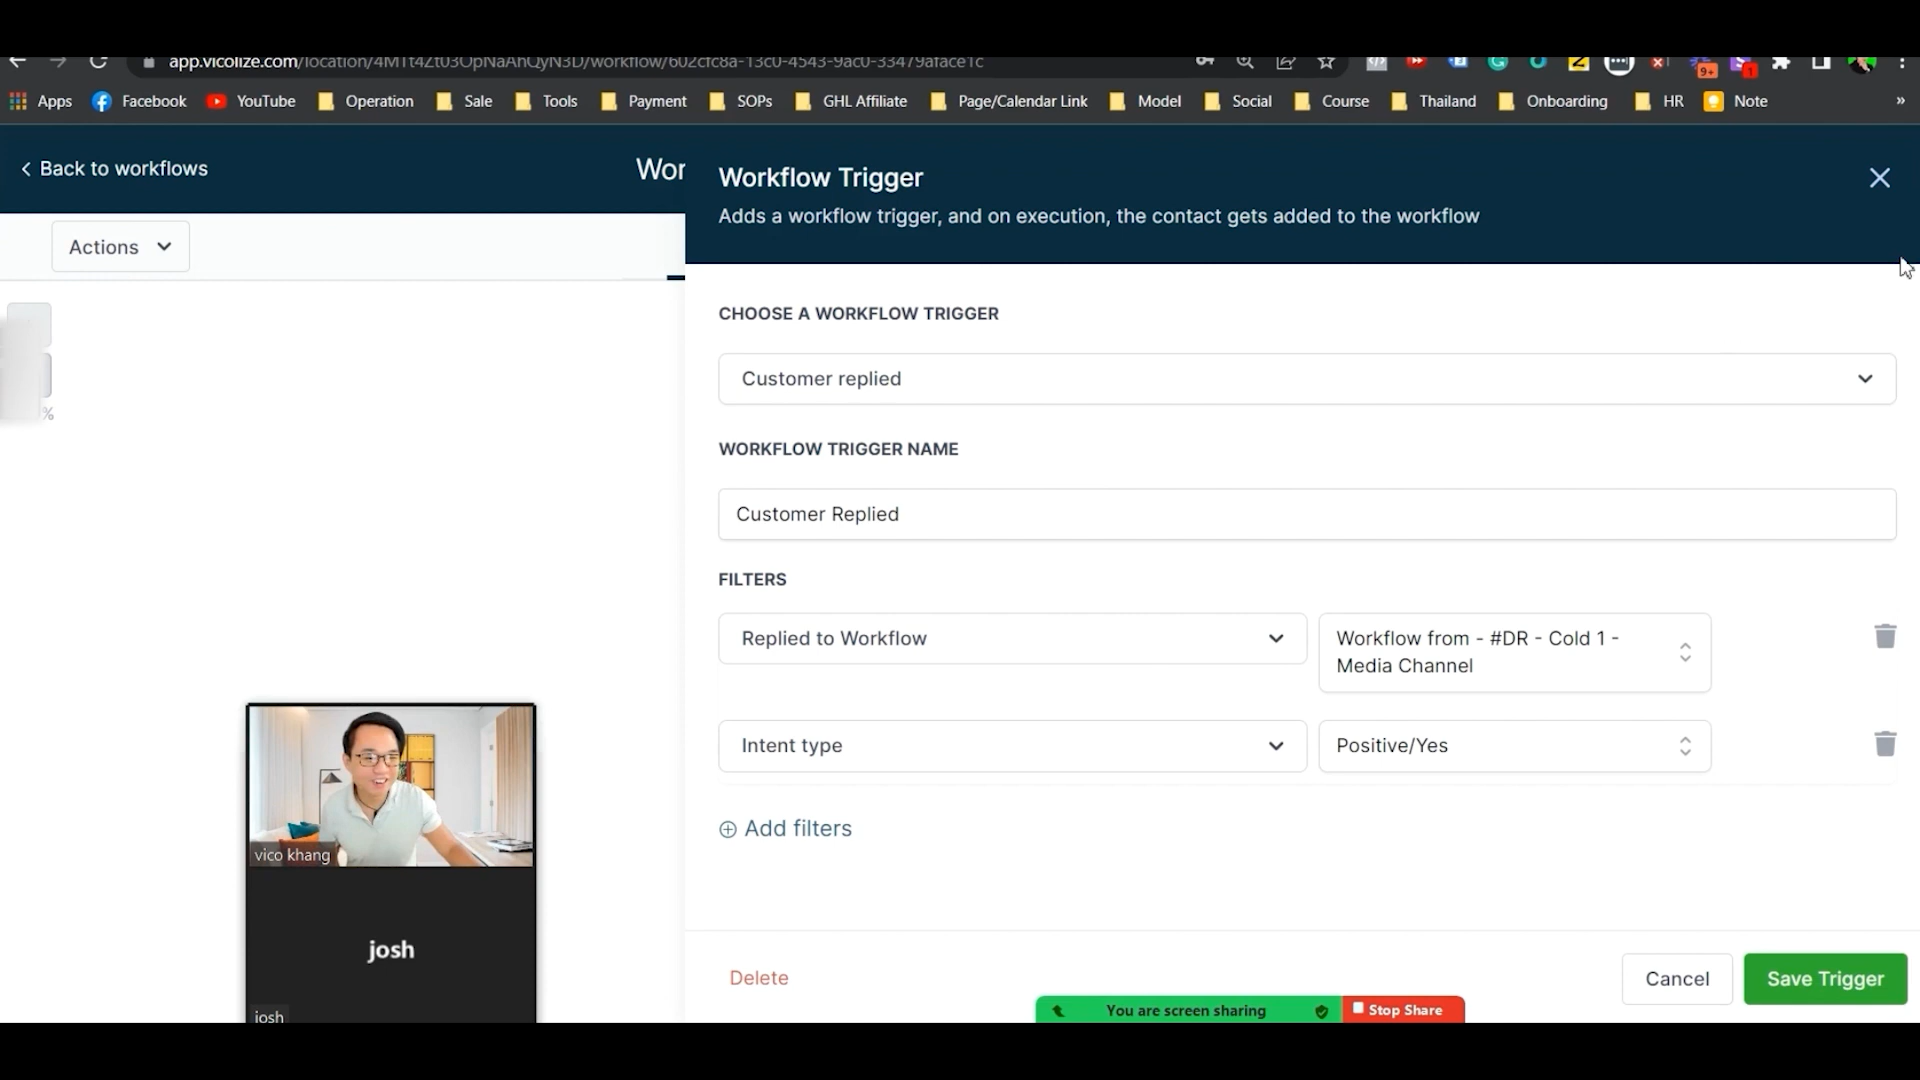 app.vicolize.com/location/4MTt4Zt03OpNaAhQyN3D/workflow/602cfc8a-13c0-4543-9ac0-33479aface1c
9+
1
Apps
Facebook
YouTube
Operation
Sale
Tools
Payment
SOPs
GHL Affiliate
Page/Calendar Link
Model
Social
Course
Thailand
Onboarding
HR
Note
»
Back to workflows
Wor
Workflow Trigger
Adds a workflow trigger, and on execution, the contact gets added to the workflow
Actions
%
CHOOSE A WORKFLOW TRIGGER
Customer replied
WORKFLOW TRIGGER NAME
Customer Replied
FILTERS
Replied to Workflow
Workflow from - #DR - Cold 1 -
Media Channel
Intent type
Positive/Yes
Add filters
vico khang
josh
josh
Delete
Cancel
Save Trigger
You are screen sharing
Stop Share